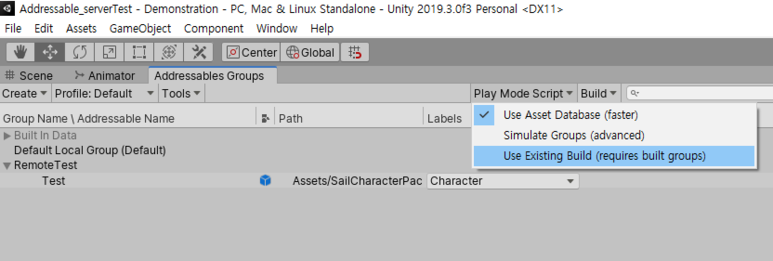 Addressable_serverTest - Demonstration - PC, Mac & Linux Standalone - Unity 2019.3.0f3 Personal <DX11>
File Edit Assets GameObject Component Window Help
Center Global
Scene Animator Addressables Groups
Create Profile: Default Tools Play Mode Script Build
Group Name \ Addressable Name Path Labels
Use Asset Database (faster)
Simulate Groups (advanced)
Use Existing Build (requires built groups)
Built In Data
Default Local Group (Default)
RemoteTest
Test Assets/SailCharacterPac Character